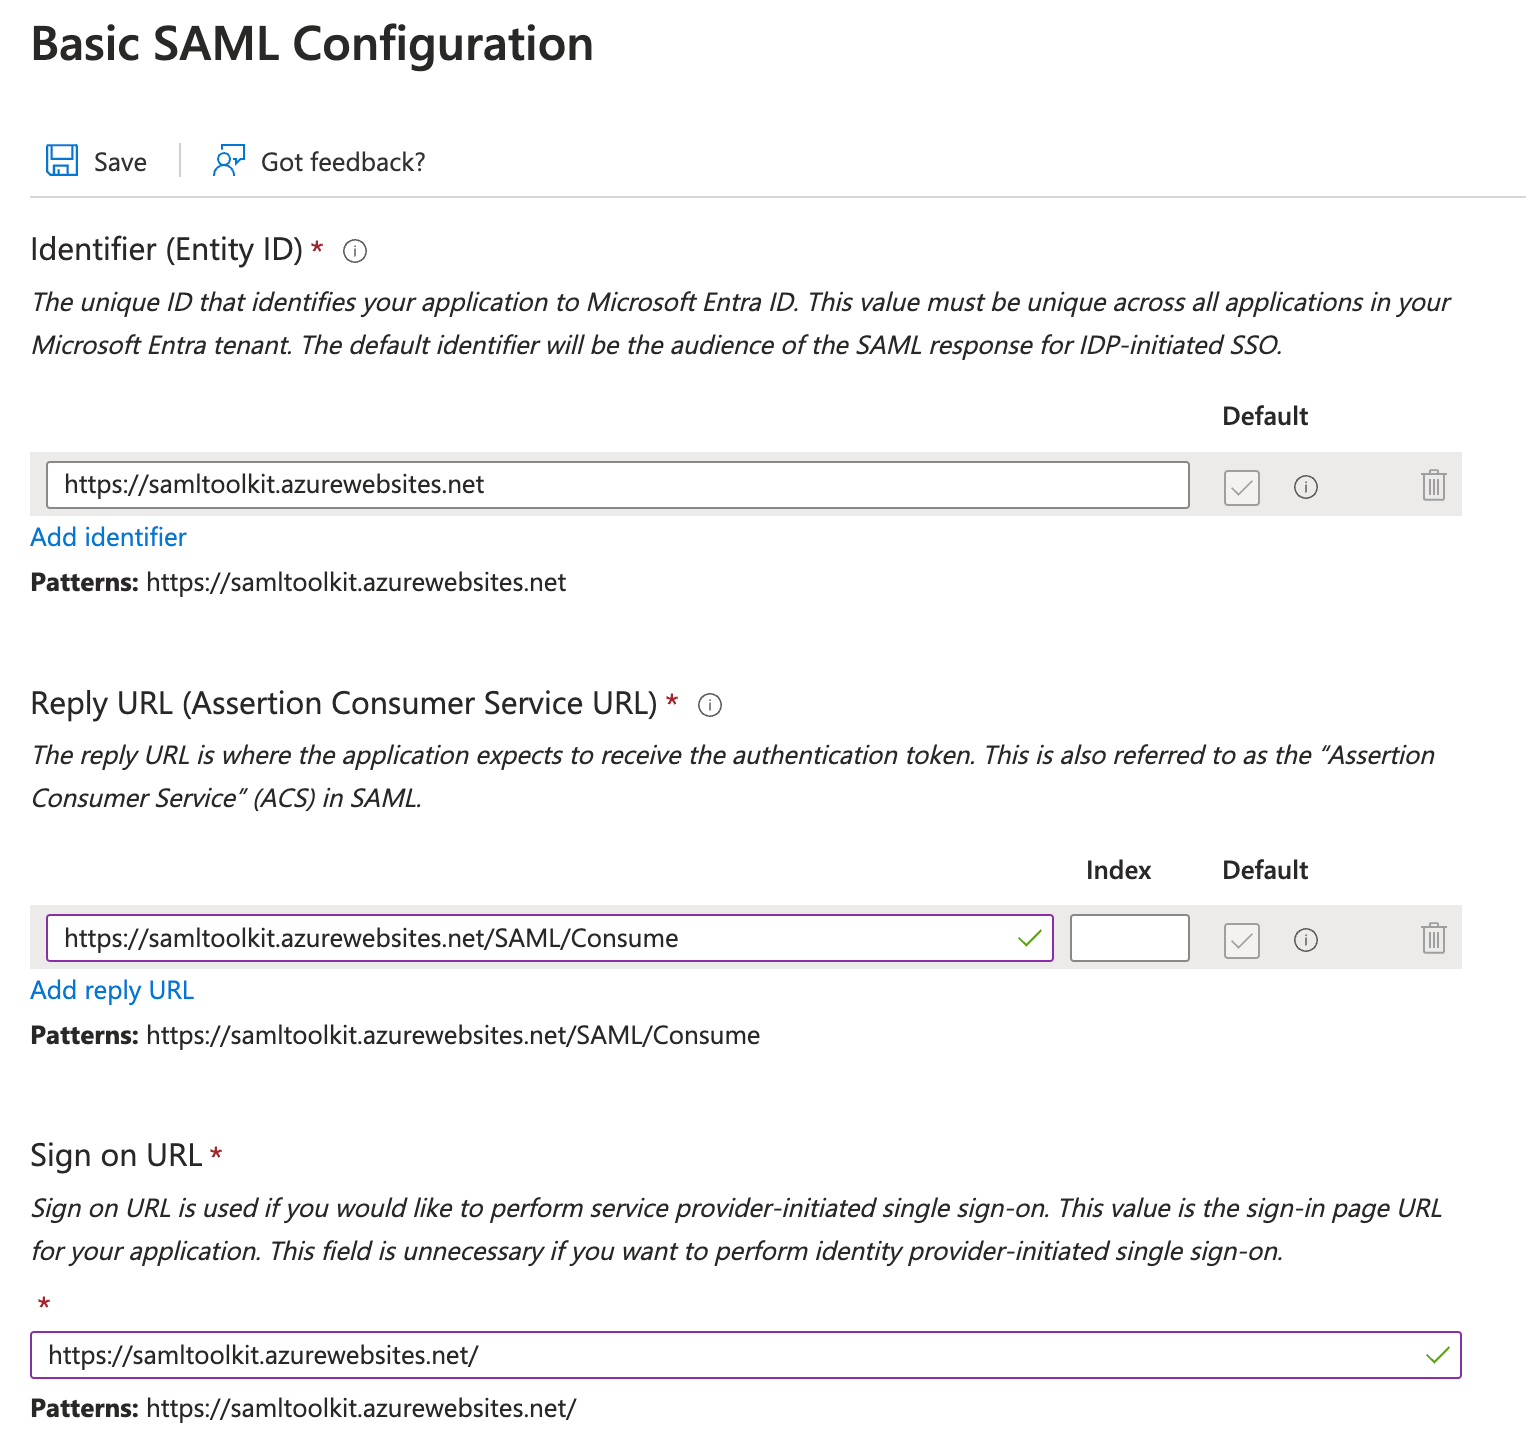 Basic SAML Configuration
Save
Got feedback?
Identifier (Entity ID) *
The unique ID that identifies your application to Microsoft Entra ID. This value must be unique across all applications in your
Microsoft Entra tenant. The default identifier will be the audience of the SAML response for IDP-initiated SSO.
Default
https://samltoolkit.azurewebsites.net
Add identifier
Patterns: https://samltoolkit.azurewebsites.net
Reply URL (Assertion Consumer Service URL) *
The reply URL is where the application expects to receive the authentication token. This is also referred to as the “Assertion
Consumer Service” (ACS) in SAML.
Index Default
https://samltoolkit.azurewebsites.net/SAML/Consume
Add reply URL
Patterns: https://samltoolkit.azurewebsites.net/SAML/Consume
Sign on URL *
Sign on URL is used if you would like to perform service provider-initiated single sign-on. This value is the sign-in page URL
for your application. This field is unnecessary if you want to perform identity provider-initiated single sign-on.
*
https://samltoolkit.azurewebsites.net/
Patterns: https://samltoolkit.azurewebsites.net/